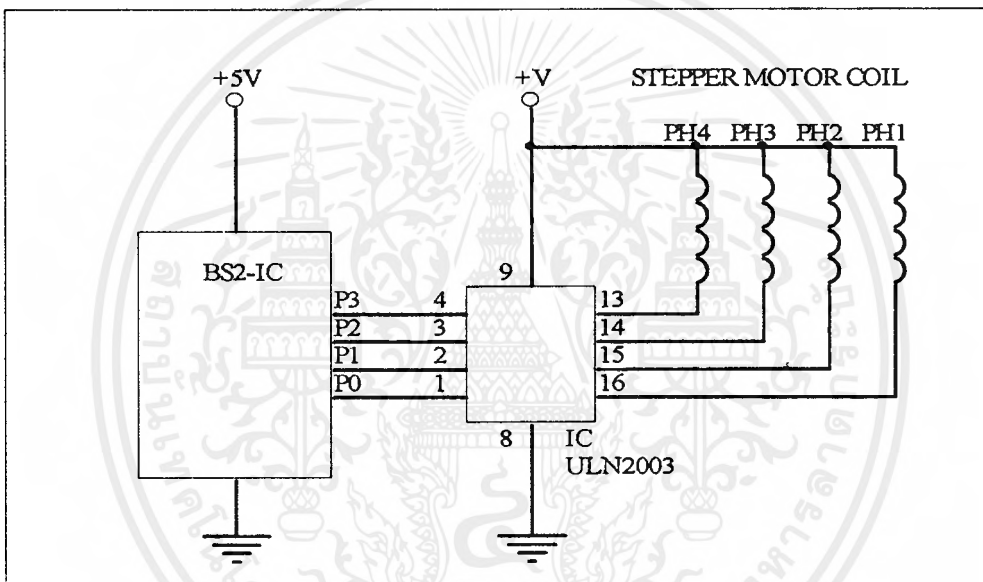 +5V
+V
STEPPER MOTOR COIL
PH4 PH3 PH2 PH1
BS2-IC
9
P3 4 13
P2 3 14
P1 2 15
P0 1 16
8
IC
ULN2003